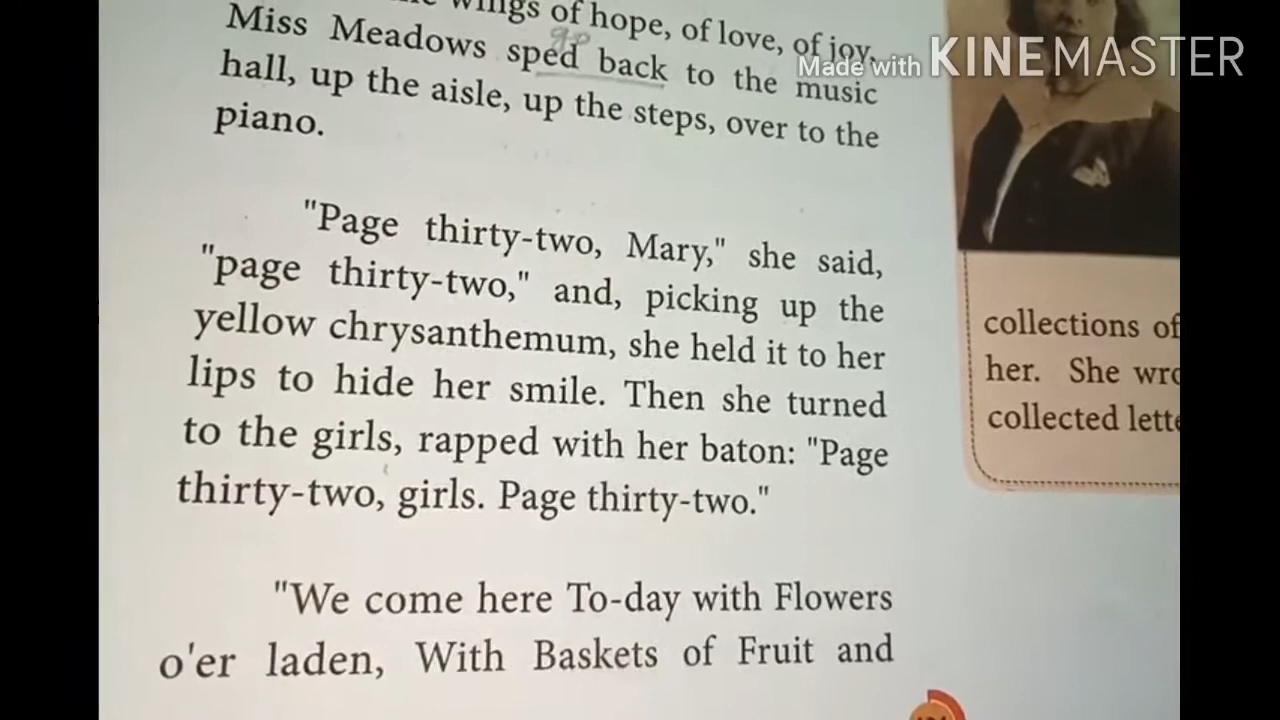 wings of hope, of love, of joy,
Miss Meadows sped back to the music
hall, up the aisle, up the steps, over to the
piano.
"Page thirty-two, Mary," she said,
"page thirty-two," and, picking up the
yellow chrysanthemum, she held it to her
lips to hide her smile. Then she turned
to the girls, rapped with her baton: "Page
thirty-two, girls. Page thirty-two."
"We come here To-day with Flowers
o'er laden, With Baskets of Fruit and
go
Made with KINEMASTER
collections of
her. She wro
collected lette